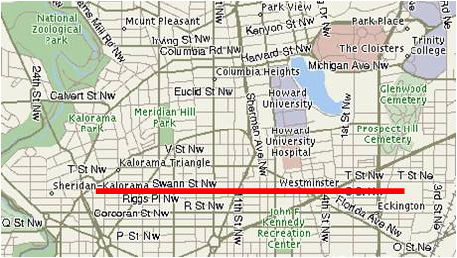 National
Zoological
Park
Mount Pleasant
Park View
Kenyon St Nw
Park Place
Irving St Nw
Columbia Rd Nw
Harvard St Nw
The Cloisters
Trinity
College
Michigan Ave Nw
Columbia Heights
24th St Nw
Calvert St Nw
Euclid St Nw
Howard
University
Glenwood
Cemetery
Kalorama
Park
Meridian Hill
Park
Sherman Ave Nw
1st St Nw
Howard
University
Hospital
Prospect Hill
Cemetery
V St Nw
T St Nw
Kalorama Triangle
Sheridan-Kalorama
Swann St Nw
Westminster
T St Nw
T St Ne
Riggs Pl Nw
R St Nw
Corcoran St Nw
Q St Nw
P St Nw
11th St Nw
John F
Kennedy
Recreation
Center
4th St Nw
Florida Ave Nw
Eckington
3rd St Ne
O St Ne